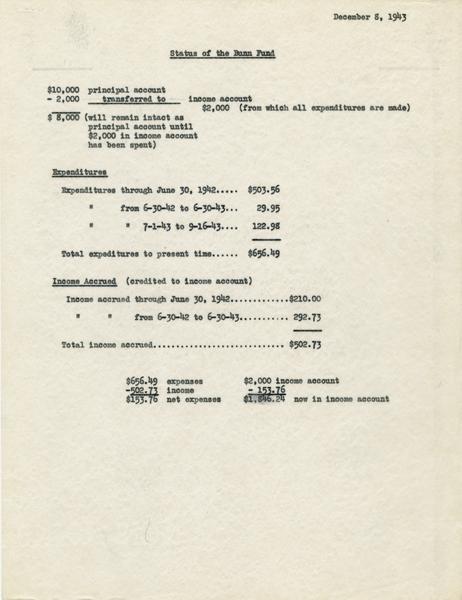 December 8, 1943
Status of the Bunn Fund
$10,000 principal account
- 2,000 transferred to income account
$2,000 (from which all expenditures are made)
$ 8,000 (will remain intact as
principal account until
$2,000 in income account
has been spent)
Expenditures
Expenditures through June 30, 1942..... $503.56
" from 6-30-42 to 6-30-43... 29.95
" " 7-1-43 to 9-16-43.... 122.98
Total expeditures to present time..... $656.49
Income Accrued (credited to income account)
Income accrued through June 30, 1942............$210.00
" " from 6-30-42 to 6-30-43.......... 292.73
Total income accrued........................ $502.73
$656.49 expenses $2,000 income account
-502.73 income - 153.76
$153.76 net expenses $1,846.24 now in income account